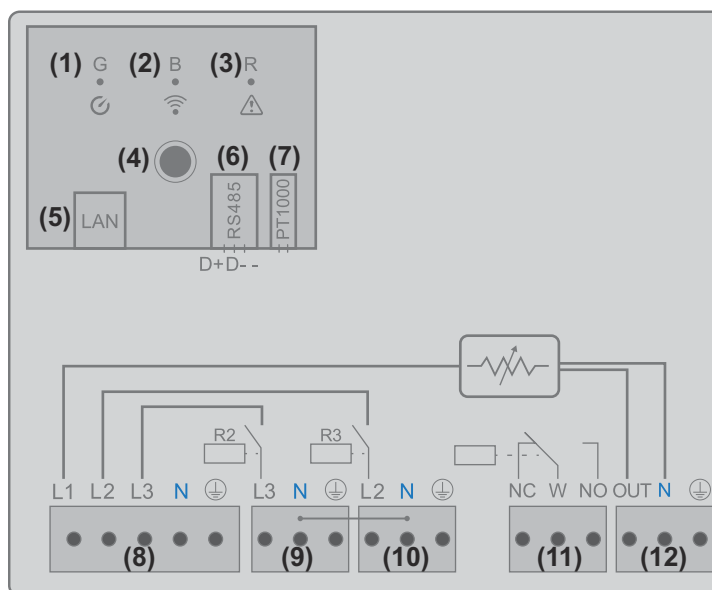 (1) G (2) B (3) R
(4) (6) (7)
(5) LAN RS485 PT1000
D+D- -
R2 R3
L1 L2 L3 N L3 N L2 N NC W NO OUT N
(8) (9) (10) (11) (12)